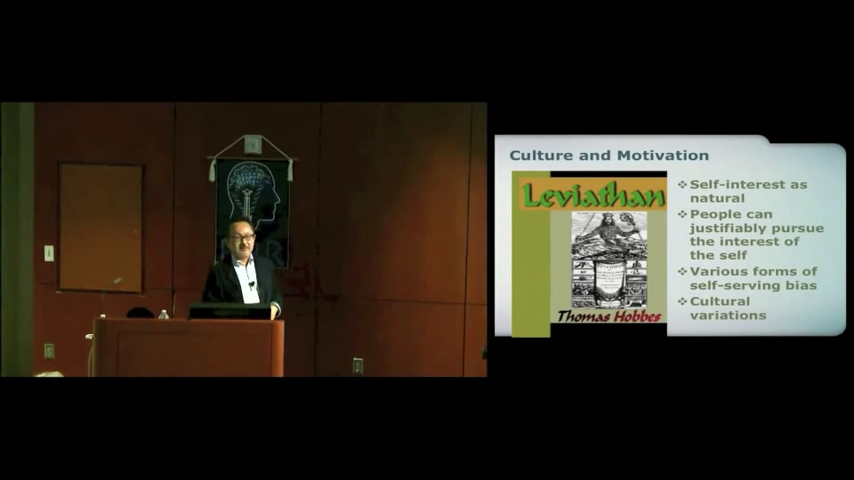 Culture and Motivation
Leviathan
Thomas Hobbes
❖Self-interest as
natural
❖People can
justifiably pursue
the interest of
the self
❖Various forms of
self-serving bias
❖Cultural
variations